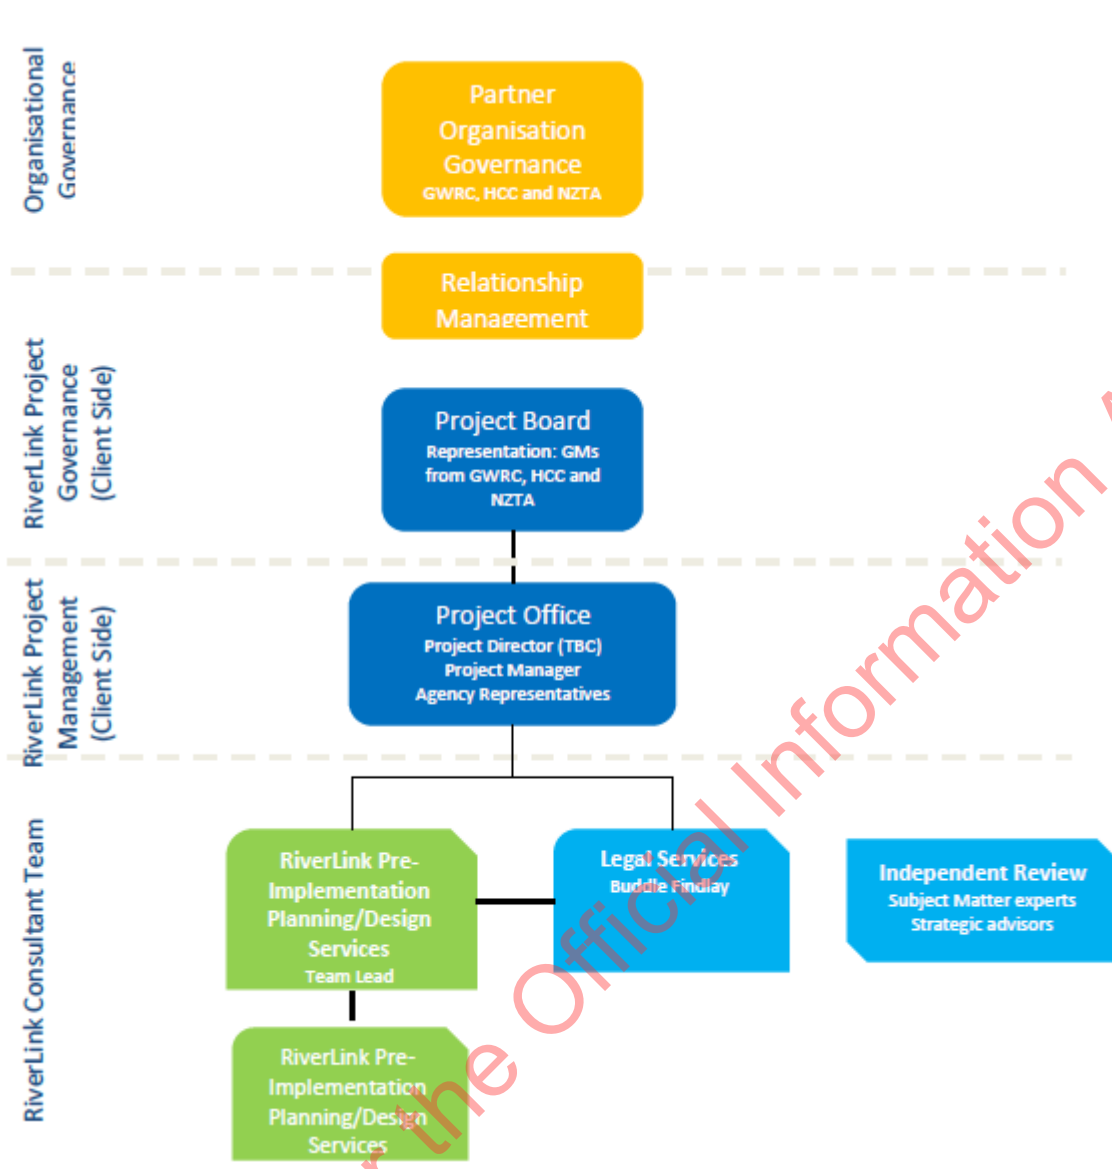 Organisational
Governance
Partner
Organisation
Governance
GWRC, HCC and NZTA
Relationship
Management
RiverLink Project
Governance
(Client Side)
Project Board
Representation: GMs
from GWRC, HCC and
NZTA
RiverLink Project
Management
(Client Side)
Project Office
Project Director (TBC)
Project Manager
Agency Representatives
RiverLink Consultant Team
RiverLink Pre-
Implementation
Planning/Design
Services
Team Lead
Legal Services
Buddle Findlay
Independent Review
Subject Matter experts
Strategic advisors
RiverLink Pre-
Implementation
Planning/Design
Services
the Official Information